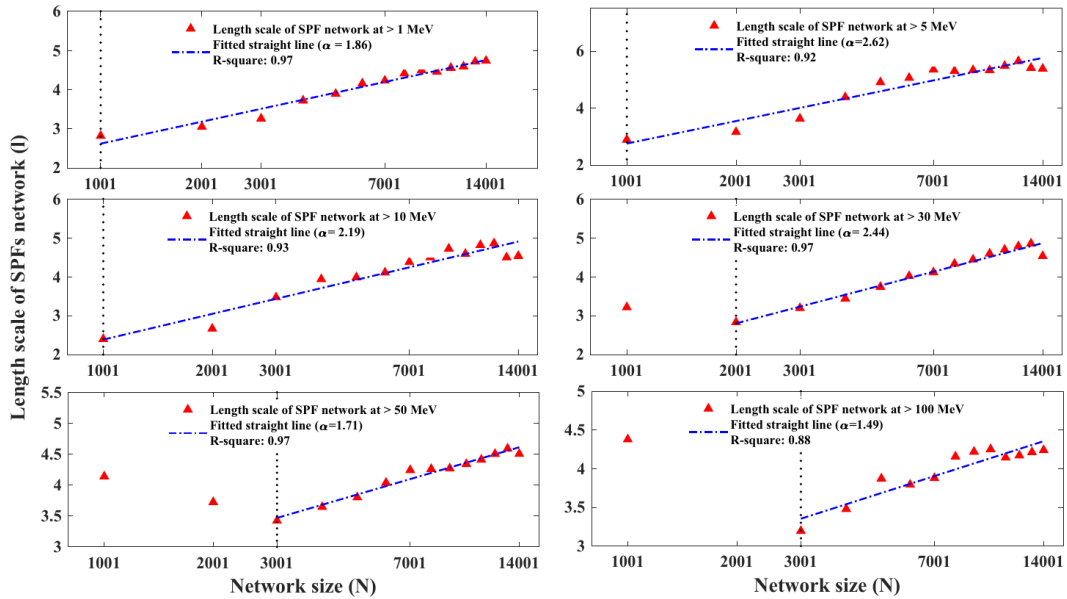 Length scale of SPFs network (l)
Length scale of SPF network at > 1 MeV
Fitted straight line (α = 1.86)
R-square: 0.97
6
5
4
3
2
1001
2001
3001
7001
14001
Length scale of SPF network at > 5 MeV
Fitted straight line (α=2.62)
R-square: 0.92
6
4
2
1001
2001
3001
7001
14001
Length scale of SPF network at > 10 MeV
Fitted straight line (α= 2.19)
R-square: 0.93
6
5
4
3
2
1001
2001
3001
7001
14001
Length scale of SPF network at > 30 MeV
Fitted straight line (α= 2.44)
R-square: 0.97
6
5
4
3
2
1001
2001
3001
7001
14001
Length scale of SPF network at > 50 MeV
Fitted straight line (α=1.71)
R-square: 0.97
5.5
5
4.5
4
3.5
3
1001
2001
3001
7001
14001
Network size (N)
Length scale of SPF network at > 100 MeV
Fitted straight line (α=1.49)
R-square: 0.88
5
4.5
4
3.5
3
1001
2001
3001
7001
14001
Network size (N)